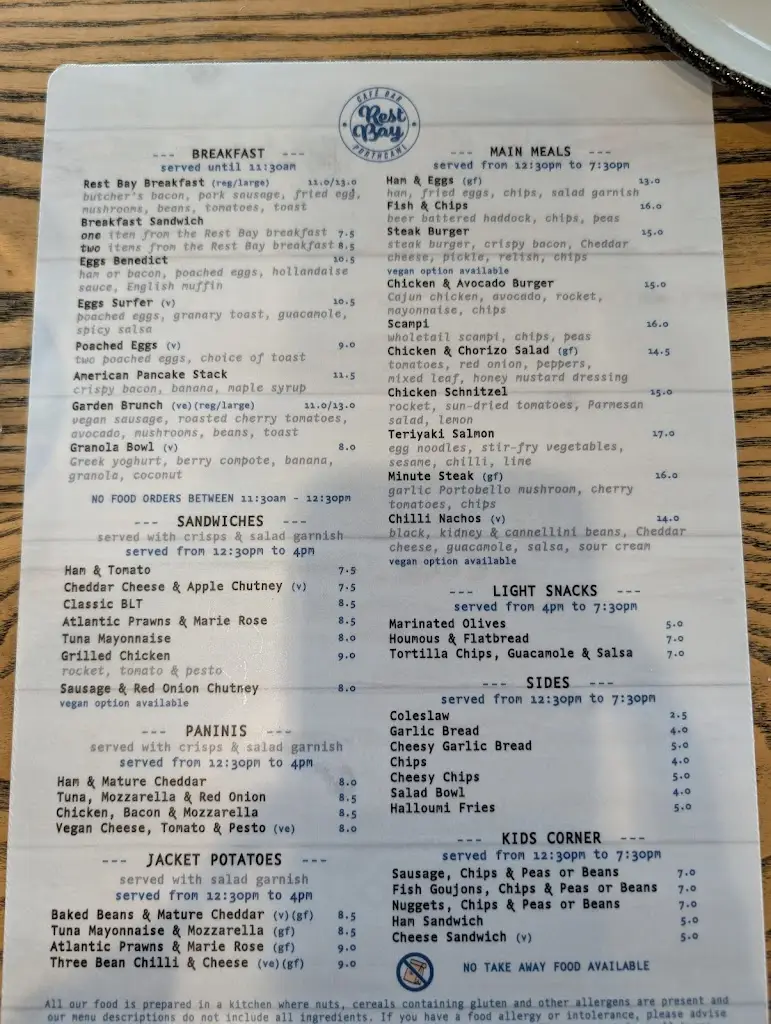 CAFÉ BAR
Rest
Bay
PORTHCAWL
--- BREAKFAST ---
served until 11:30am
Rest Bay Breakfast (reg/large) 11.0/13.0
butcher's bacon, pork sausage, fried egg,
mushrooms, beans, tomatoes, toast
Breakfast Sandwich
one item from the Rest Bay breakfast 7.5
two items from the Rest Bay breakfast 8.5
Eggs Benedict 10.5
ham or bacon, poached eggs, hollandaise
sauce, English muffin
Eggs Surfer (v) 10.5
poached eggs, granary toast, guacamole,
spicy salsa
Poached Eggs (v) 9.0
two poached eggs, choice of toast
American Pancake Stack 11.5
crispy bacon, banana, maple syrup
Garden Brunch (ve)(reg/large) 11.0/13.0
vegan sausage, roasted cherry tomatoes,
avocado, mushrooms, beans, toast
Granola Bowl (v) 8.0
Greek yoghurt, berry compote, banana,
granola, coconut
NO FOOD ORDERS BETWEEN 11:30am - 12:30pm
--- SANDWICHES ---
served with crisps & salad garnish
served from 12:30pm to 4pm
Ham & Tomato 7.5
Cheddar Cheese & Apple Chutney (v) 7.5
Classic BLT 8.5
Atlantic Prawns & Marie Rose 8.5
Tuna Mayonnaise 8.0
Grilled Chicken 9.0
rocket, tomato & pesto
Sausage & Red Onion Chutney 8.0
vegan option available
--- PANINIS ---
served with crisps & salad garnish
served from 12:30pm to 4pm
Ham & Mature Cheddar 8.0
Tuna, Mozzarella & Red Onion 8.5
Chicken, Bacon & Mozzarella 8.5
Vegan Cheese, Tomato & Pesto (ve) 8.0
--- JACKET POTATOES ---
served with salad garnish
served from 12:30pm to 4pm
Baked Beans & Mature Cheddar (v)(gf) 8.5
Tuna Mayonnaise & Mozzarella (gf) 8.5
Atlantic Prawns & Marie Rose (gf) 9.0
Three Bean Chilli & Cheese (ve)(gf) 9.0
--- MAIN MEALS ---
served from 12:30pm to 7:30pm
Ham & Eggs (gf) 13.0
ham, fried eggs, chips, salad garnish
Fish & Chips 16.0
beer battered haddock, chips, peas
Steak Burger 15.0
steak burger, crispy bacon, Cheddar
cheese, pickle, relish, chips
vegan option available
Chicken & Avocado Burger 15.0
Cajun chicken, avocado, rocket,
mayonnaise, chips
Scampi 16.0
wholetail scampi, chips, peas
Chicken & Chorizo Salad (gf) 14.5
tomatoes, red onion, peppers,
mixed leaf, honey mustard dressing
Chicken Schnitzel 15.0
rocket, sun-dried tomatoes, Parmesan
salad, lemon
Teriyaki Salmon 17.0
egg noodles, stir-fry vegetables,
sesame, chilli, lime
Minute Steak (gf) 16.0
garlic Portobello mushroom, cherry
tomatoes, chips
Chilli Nachos (v) 14.0
black, kidney & cannellini beans, Cheddar
cheese, guacamole, salsa, sour cream
vegan option available
--- LIGHT SNACKS ---
served from 4pm to 7:30pm
Marinated Olives 5.0
Houmous & Flatbread 7.0
Tortilla Chips, Guacamole & Salsa 7.0
--- SIDES ---
served from 12:30pm to 7:30pm
Coleslaw 2.5
Garlic Bread 4.0
Cheesy Garlic Bread 5.0
Chips 4.0
Cheesy Chips 5.0
Salad Bowl 4.0
Halloumi Fries 5.0
--- KIDS CORNER ---
served from 12:30pm to 7:30pm
Sausage, Chips & Peas or Beans 7.0
Fish Goujons, Chips & Peas or Beans 7.0
Nuggets, Chips & Peas or Beans 7.0
Ham Sandwich 5.0
Cheese Sandwich (v) 5.0
NO TAKE AWAY FOOD AVAILABLE
All our food is prepared in a kitchen where nuts, cereals containing gluten and other allergens are present and
our menu descriptions do not include all ingredients. If you have a food allergy or intolerance, please advise